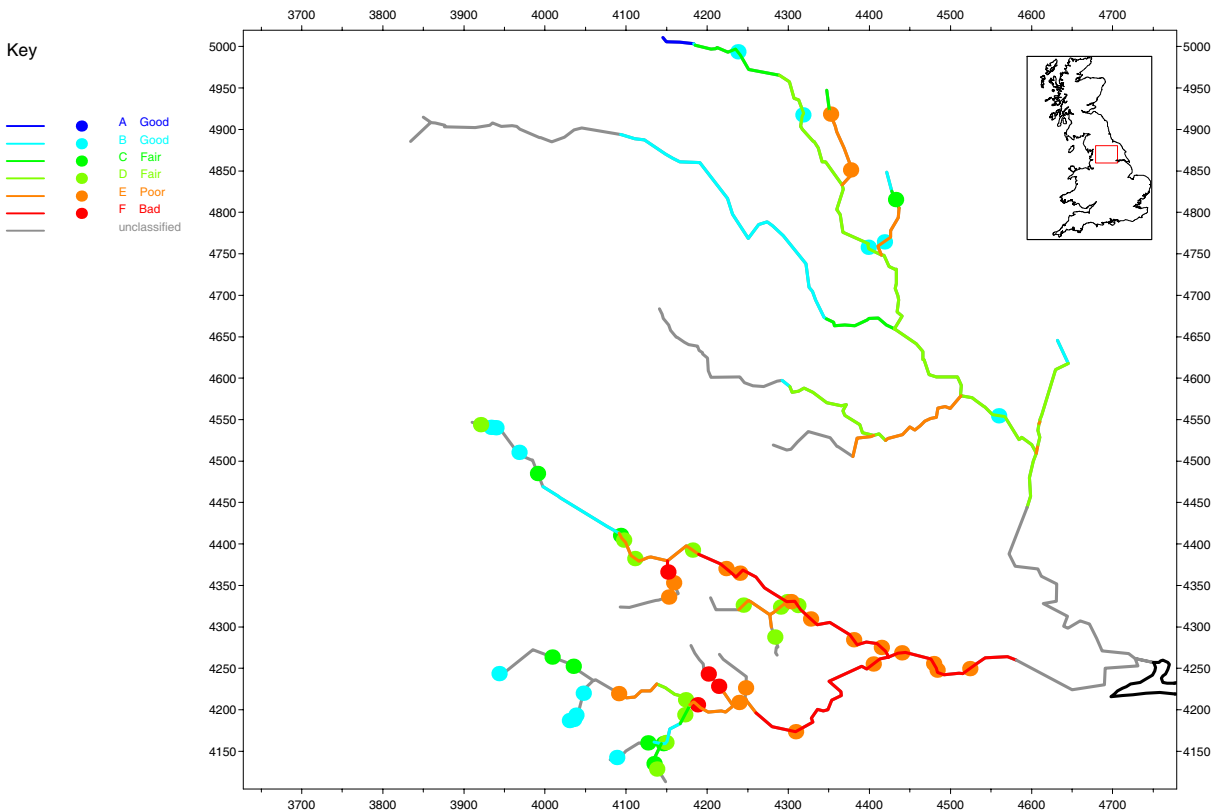 3700 3800 3900 4000 4100 4200 4300 4400 4500 4600 4700
Key
A Good
B Good
C Fair
D Fair
E Poor
F Bad
unclassified
5000 5000
4950 4950
4900 4900
4850 4850
4800 4800
4750 4750
4700 4700
4650 4650
4600 4600
4550 4550
4500 4500
4450 4450
4400 4400
4350 4350
4300 4300
4250 4250
4200 4200
4150 4150
3700 3800 3900 4000 4100 4200 4300 4400 4500 4600 4700